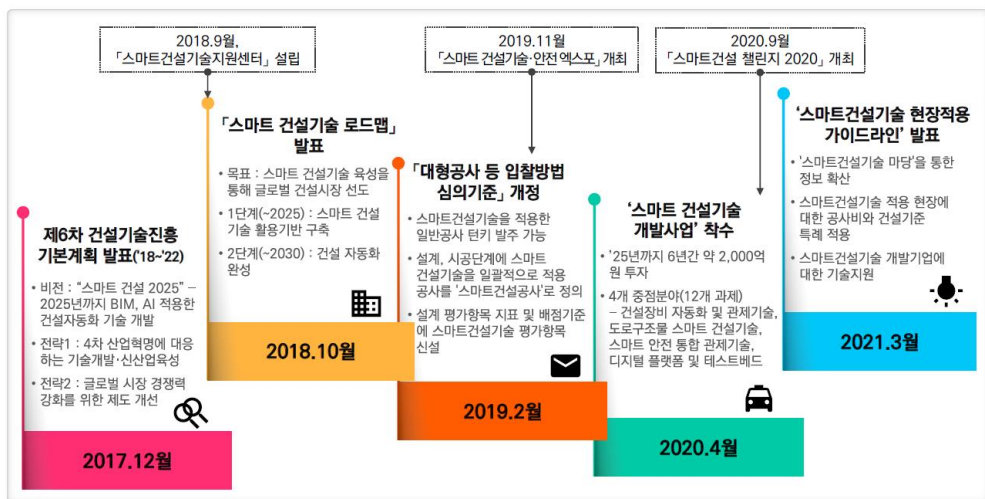 2018.9월,
「스마트건설기술지원센터」 설립
2019.11월
「스마트 건설기술·안전 엑스포」 개최
2020.9월
「스마트건설 챌린지 2020」 개최
제6차 건설기술진흥
기본계획 발표('18~'22)
• 비전 : “스마트 건설 2025” –
2025년까지 BIM, AI 적용한
건설자동화 기술 개발
• 전략1 : 4차 산업혁명에 대응
하는 기술개발·신산업육성
• 전략2 : 글로벌 시장 경쟁력
강화를 위한 제도 개선
2017.12월
「스마트 건설기술 로드맵」
발표
• 목표 : 스마트 건설기술 육성을
통해 글로벌 건설시장 선도
• 1단계(~2025) : 스마트 건설
기술 활용기반 구축
• 2단계(~2030) : 건설 자동화
완성
2018.10월
「대형공사 등 입찰방법
심의기준」 개정
• 스마트건설기술을 적용한
일반공사 턴키 발주 가능
• 설계, 시공단계에 스마트
건설기술을 일괄적으로 적용
공사를 '스마트건설공사'로 정의
• 설계 평가항목 지표 및 배점기준
에 스마트건설기술 평가항목
신설
2019.2월
‘스마트 건설기술
개발사업’ 착수
• '25년까지 6년간 약 2,000억
원 투자
• 4개 중점분야(12개 과제)
– 건설장비 자동화 및 관제기술,
도로구조물 스마트 건설기술,
스마트 안전 통합 관제기술,
디지털 플랫폼 및 테스트베드
2020.4월
‘스마트건설기술 현장적용
가이드라인’ 발표
• '스마트건설기술 마당'을 통한
정보 확산
• 스마트건설기술 적용 현장에
대한 공사비와 건설기준
특례 적용
• 스마트건설기술 개발기업에
대한 기술지원
2021.3월